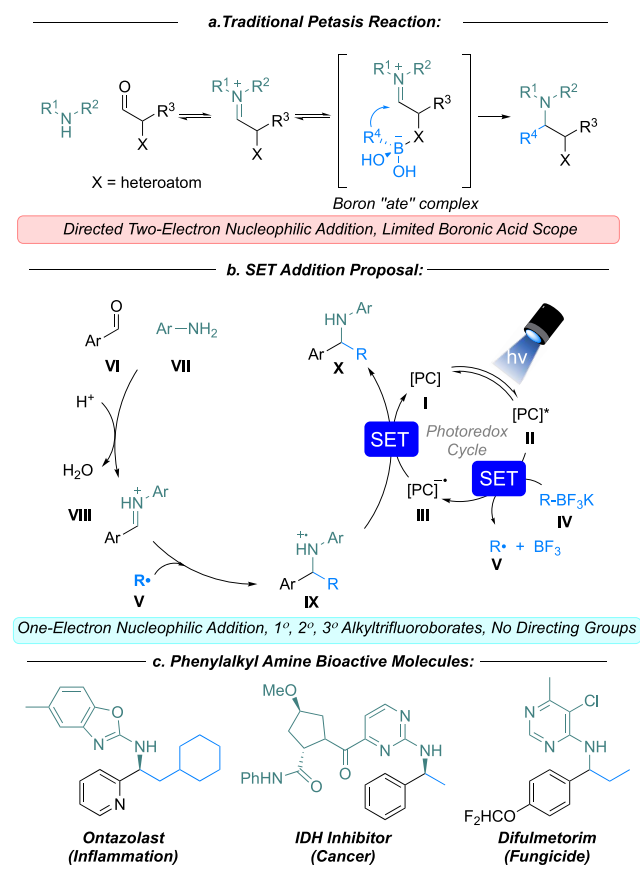 a.Traditional Petasis Reaction:
R¹ N H R²
O R³ X
R¹ N + R² R³ X
R¹ N + R² R³ X R⁴ B − HO OH
R¹ N R² R⁴ R³ X
X = heteroatom
Boron "ate" complex
Directed Two-Electron Nucleophilic Addition, Limited Boronic Acid Scope
b. SET Addition Proposal:
O Ar
VI
Ar−NH₂
VII
H⁺
H₂O
VIII
HN + Ar Ar
R•
V
HN +• Ar Ar R
IX
HN Ar Ar R
X
SET
[PC]
I
hν
[PC]*
II
Photoredox
Cycle
SET
[PC]−•
III
R-BF₃K
IV
R• + BF₃
V
One-Electron Nucleophilic Addition, 1º, 2º, 3º Alkyltrifluoroborates, No Directing Groups
c. Phenylalkyl Amine Bioactive Molecules:
O N NH N
Ontazolast
(Inflammation)
MeO PhHN O O N N NH
IDH Inhibitor
(Cancer)
N N Cl HN F₂HCO
Difulmetorim
(Fungicide)